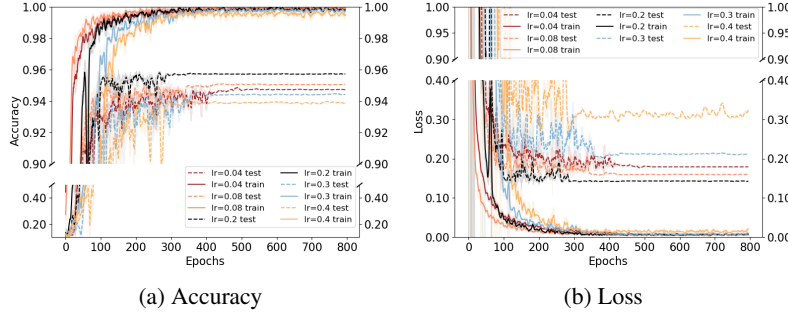 1.00 1.00
0.98 0.98
0.96 0.96
0.94 0.94
0.92 0.92
0.90 0.90
0.40 0.40
0.20 0.20
Accuracy
lr=0.04 test lr=0.2 train
lr=0.04 train lr=0.3 test
lr=0.08 test lr=0.3 train
lr=0.08 train lr=0.4 test
lr=0.2 test lr=0.4 train
0 100 200 300 400 500 600 700 800
Epochs
(a) Accuracy
1.00 1.00
0.95 0.95
0.90 0.90
0.40 0.40
0.30 0.30
0.20 0.20
0.10 0.10
0.00 0.00
Loss
lr=0.04 test lr=0.2 test lr=0.3 train
lr=0.04 train lr=0.2 train lr=0.4 test
lr=0.08 test lr=0.3 test lr=0.4 train
lr=0.08 train
0 100 200 300 400 500 600 700 800
Epochs
(b) Loss